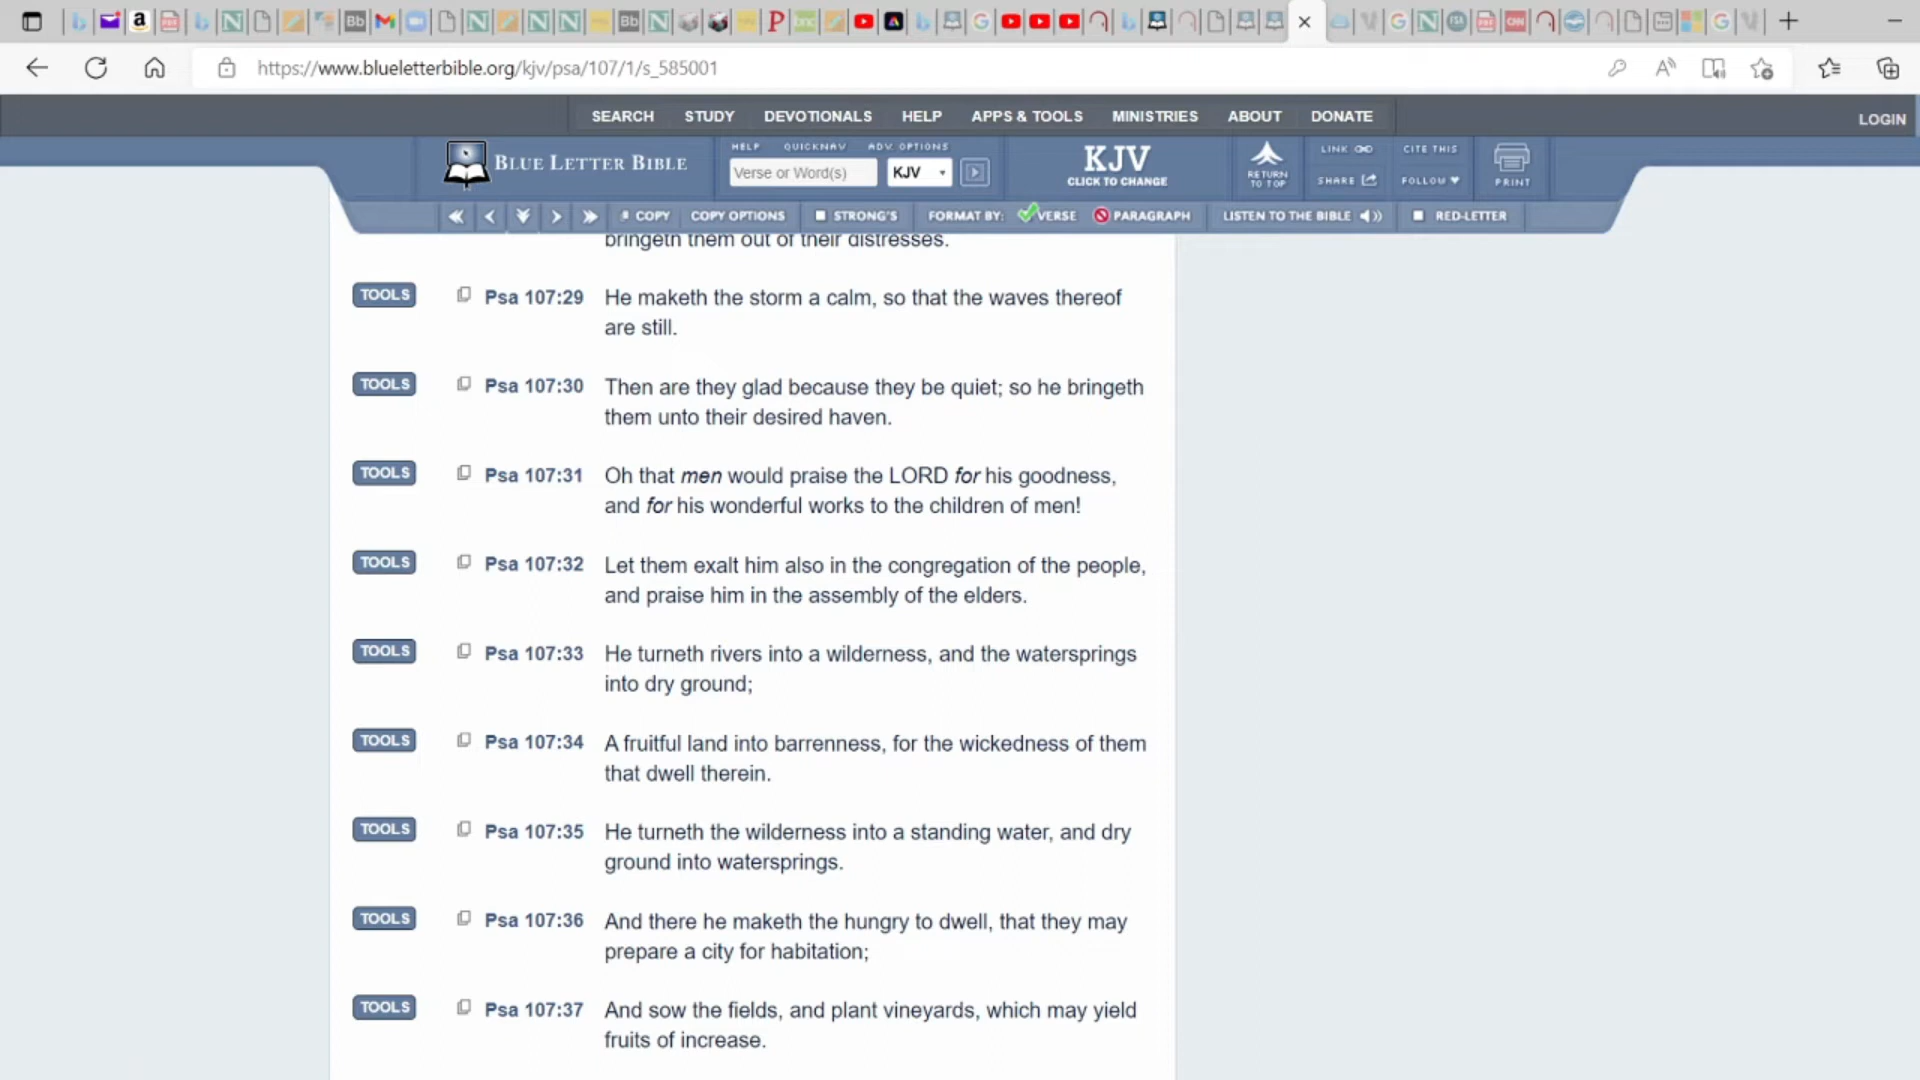 https://www.blueletterbible.org/kjv/psa/107/1/s_585001
SEARCH STUDY DEVOTIONALS HELP APPS & TOOLS MINISTRIES ABOUT DONATE
LOGIN
BLUE LETTER BIBLE
HELP QUICKNAV ADV. OPTIONS
Verse or Word(s)
KJV
KJV
CLICK TO CHANGE
RETURN
TO TOP
LINK
CITE THIS
SHARE
FOLLOW
PRINT
COPY COPY OPTIONS STRONG'S FORMAT BY: VERSE PARAGRAPH LISTEN TO THE BIBLE RED-LETTER
bringeth them out of their distresses.
TOOLS Psa 107:29 He maketh the storm a calm, so that the waves thereof
are still.
TOOLS Psa 107:30 Then are they glad because they be quiet; so he bringeth
them unto their desired haven.
TOOLS Psa 107:31 Oh that men would praise the LORD for his goodness,
and for his wonderful works to the children of men!
TOOLS Psa 107:32 Let them exalt him also in the congregation of the people,
and praise him in the assembly of the elders.
TOOLS Psa 107:33 He turneth rivers into a wilderness, and the watersprings
into dry ground;
TOOLS Psa 107:34 A fruitful land into barrenness, for the wickedness of them
that dwell therein.
TOOLS Psa 107:35 He turneth the wilderness into a standing water, and dry
ground into watersprings.
TOOLS Psa 107:36 And there he maketh the hungry to dwell, that they may
prepare a city for habitation;
TOOLS Psa 107:37 And sow the fields, and plant vineyards, which may yield
fruits of increase.